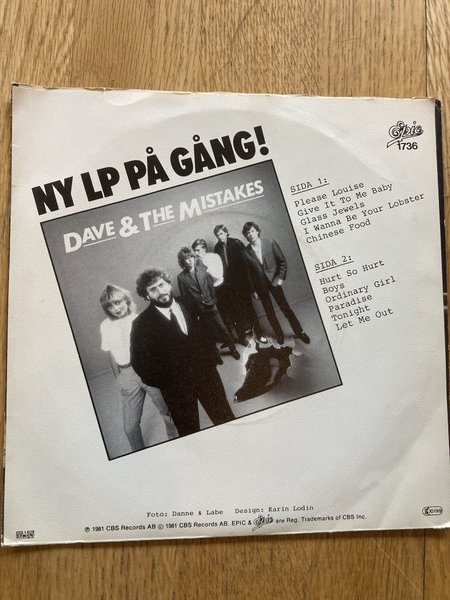 NY LP PÅ GÅNG!
DAVE & THE MISTAKES
Epic
1736
SIDA 1:
Please Louise
Give It To Me Baby
Glass Jewels
I Wanna Be Your Lobster
Chinese Food
SIDA 2:
Hurt So Hurt
Boys
Ordinary Girl
Paradise
Tonight
Let Me Out
Foto: Danne & Labe Design: Karin Lodin
℗ 1981 CBS Records AB © 1981 CBS Records AB. EPIC & Epic are Reg. Trademarks of CBS Inc.